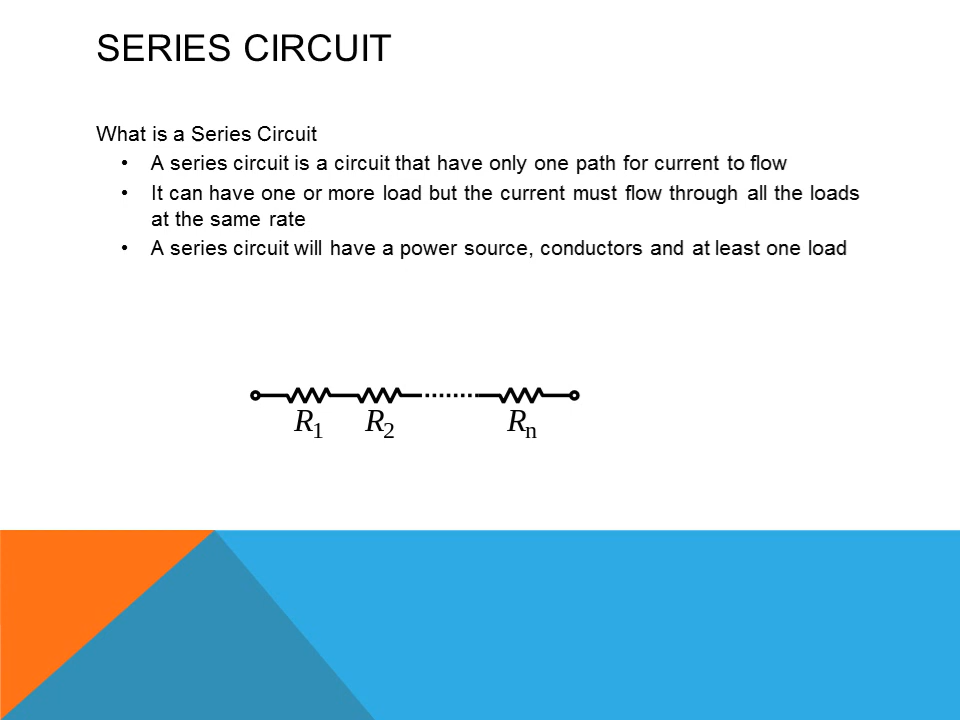 SERIES CIRCUIT
What is a Series Circuit
• A series circuit is a circuit that have only one path for current to flow
• It can have one or more load but the current must flow through all the loads
at the same rate
• A series circuit will have a power source, conductors and at least one load
R1 R2 Rn